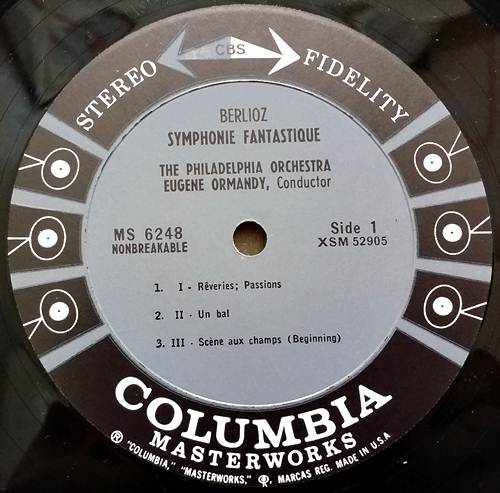 STEREO CBS FIDELITY
BERLIOZ
SYMPHONIE FANTASTIQUE
THE PHILADELPHIA ORCHESTRA
EUGENE ORMANDY, Conductor
MS 6248
NONBREAKABLE
Side 1
XSM 52905
1. I - Rêveries; Passions
2. II - Un bal
3. III - Scène aux champs (Beginning)
COLUMBIA
MASTERWORKS
® "COLUMBIA," "MASTERWORKS," Ⓡ, MARCAS REG. MADE IN U.S.A.